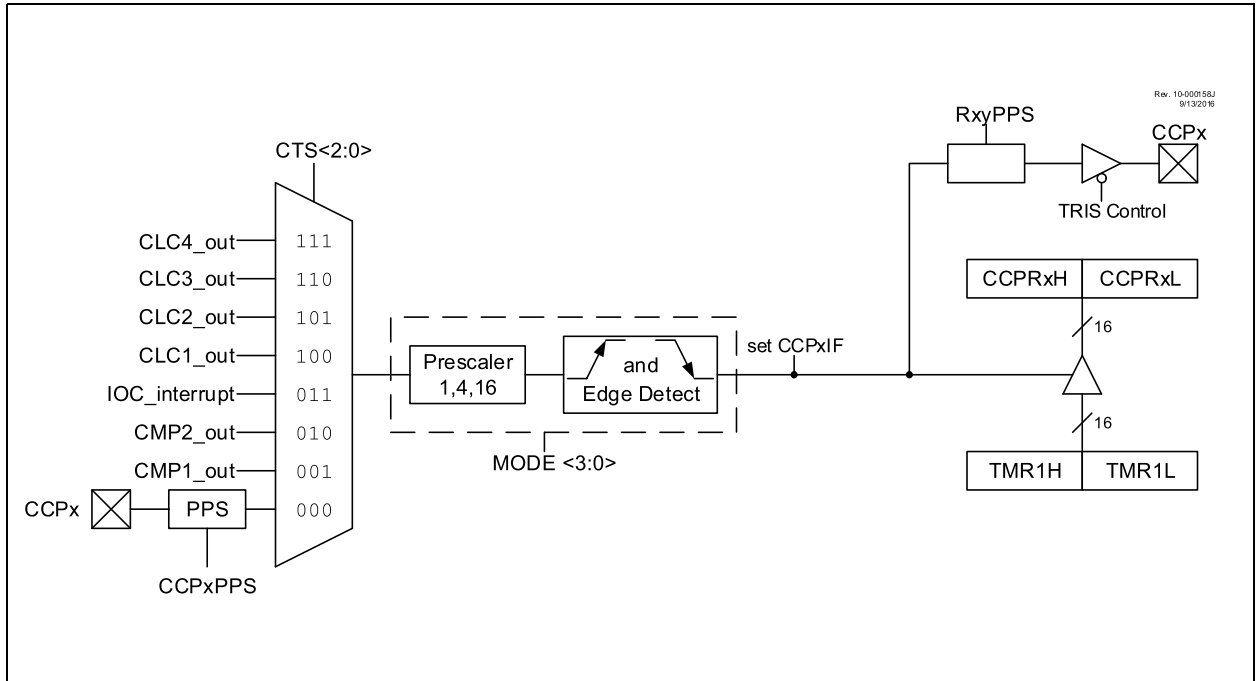 Rev. 10-000158J
9/13/2016
RxyPPS
CCPx
TRIS Control
CTS<2:0>
CLC4_out 111
CLC3_out 110
CLC2_out 101
CLC1_out 100
IOC_interrupt 011
CMP2_out 010
CMP1_out 001
CCPx PPS 000
CCPxPPS
Prescaler
1,4,16
and
Edge Detect
MODE <3:0>
set CCPxIF
CCPRxH CCPRxL
16
16
TMR1H TMR1L